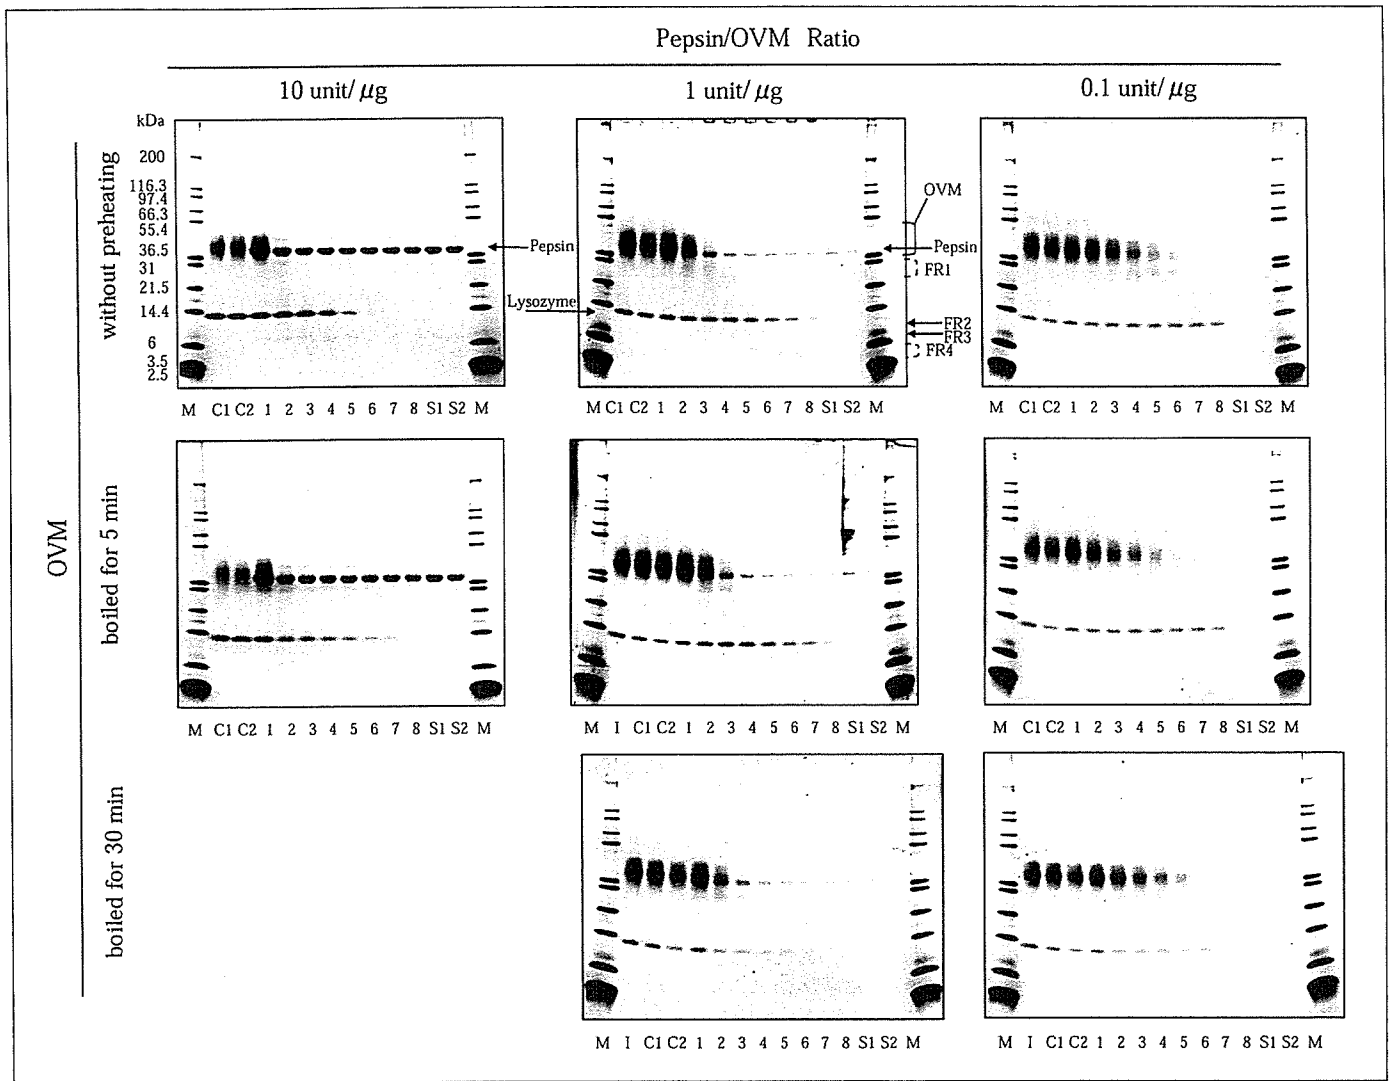 Pepsin/OVM Ratio
10 unit/ μg
1 unit/ μg
0.1 unit/ μg
OVM
without preheating
kDa
200
116.3
97.4
66.3
55.4
36.5
31
21.5
14.4
6
3.5
2.5
Pepsin
Lysozyme
OVM
Pepsin
FR1
FR2
FR3
FR4
M C1 C2 1 2 3 4 5 6 7 8 S1 S2 M
M C1 C2 1 2 3 4 5 6 7 8 S1 S2 M
M C1 C2 1 2 3 4 5 6 7 8 S1 S2 M
boiled for 5 min
M C1 C2 1 2 3 4 5 6 7 8 S1 S2 M
M I C1 C2 1 2 3 4 5 6 7 8 S1 S2 M
M C1 C2 1 2 3 4 5 6 7 8 S1 S2 M
boiled for 30 min
M I C1 C2 1 2 3 4 5 6 7 8 S1 S2 M
M I C1 C2 1 2 3 4 5 6 7 8 S1 S2 M